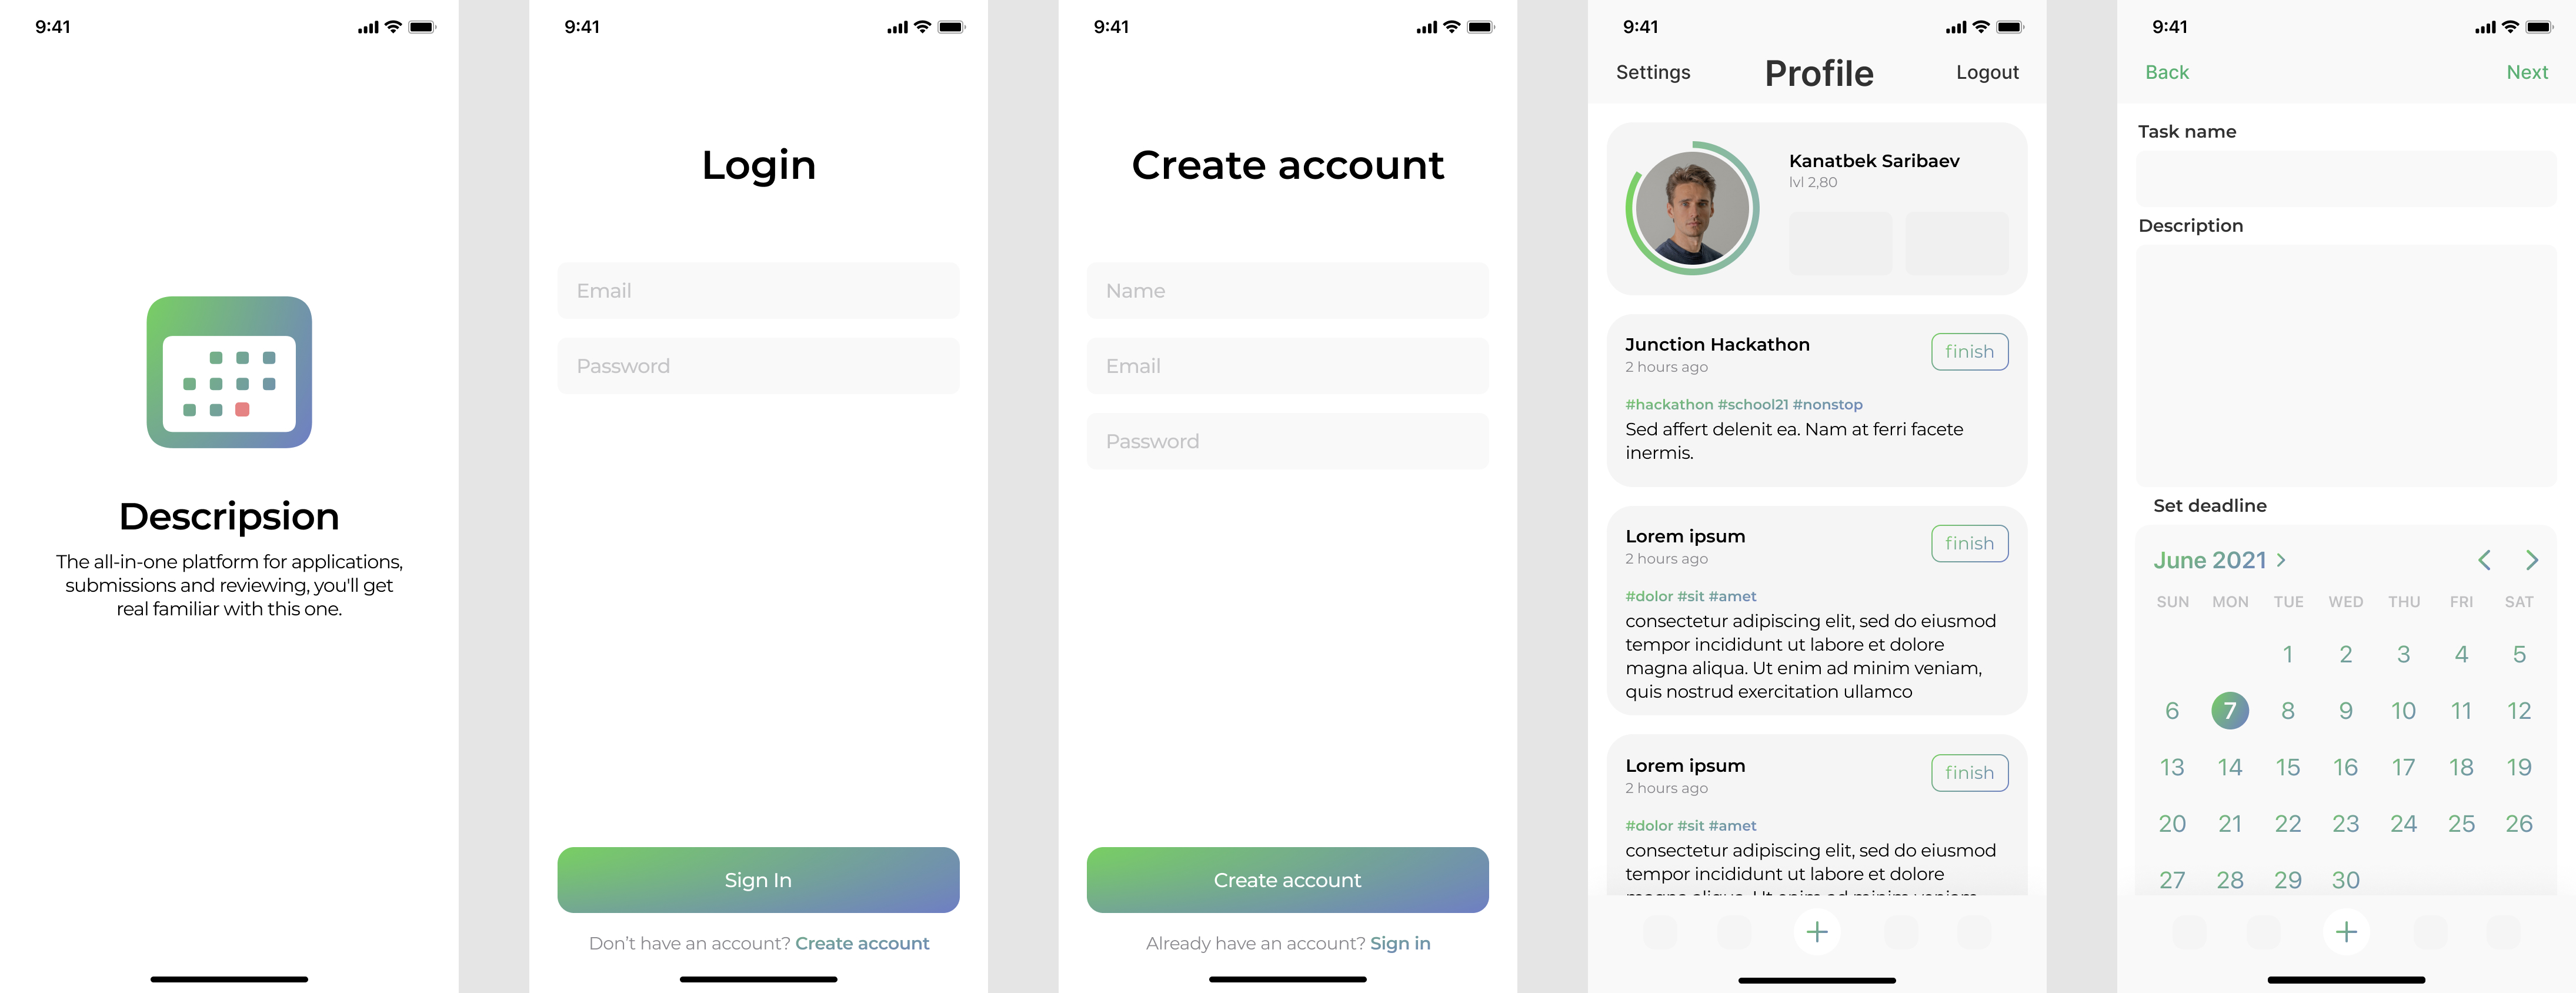 9:41
Descripsion
The all-in-one platform for applications,
submissions and reviewing, you'll get
real familiar with this one.
9:41
Login
Email
Password
Sign In
Don't have an account? Create account
9:41
Create account
Name
Email
Password
Create account
Already have an account? Sign in
9:41
Settings Profile Logout
Kanatbek Saribaev
lvl 2,80
Junction Hackathon
2 hours ago
finish
#hackathon #school21 #nonstop
Sed affert delenit ea. Nam at ferri facete
inermis.
Lorem ipsum
2 hours ago
finish
#dolor #sit #amet
consectetur adipiscing elit, sed do eiusmod
tempor incididunt ut labore et dolore
magna aliqua. Ut enim ad minim veniam,
quis nostrud exercitation ullamco
Lorem ipsum
2 hours ago
finish
#dolor #sit #amet
consectetur adipiscing elit, sed do eiusmod
tempor incididunt ut labore et dolore
magna aliqua. Ut enim ad minim veniam,
9:41
Back Next
Task name
Description
Set deadline
June 2021
SUN MON TUE WED THU FRI SAT
1 2 3 4 5
6 7 8 9 10 11 12
13 14 15 16 17 18 19
20 21 22 23 24 25 26
27 28 29 30